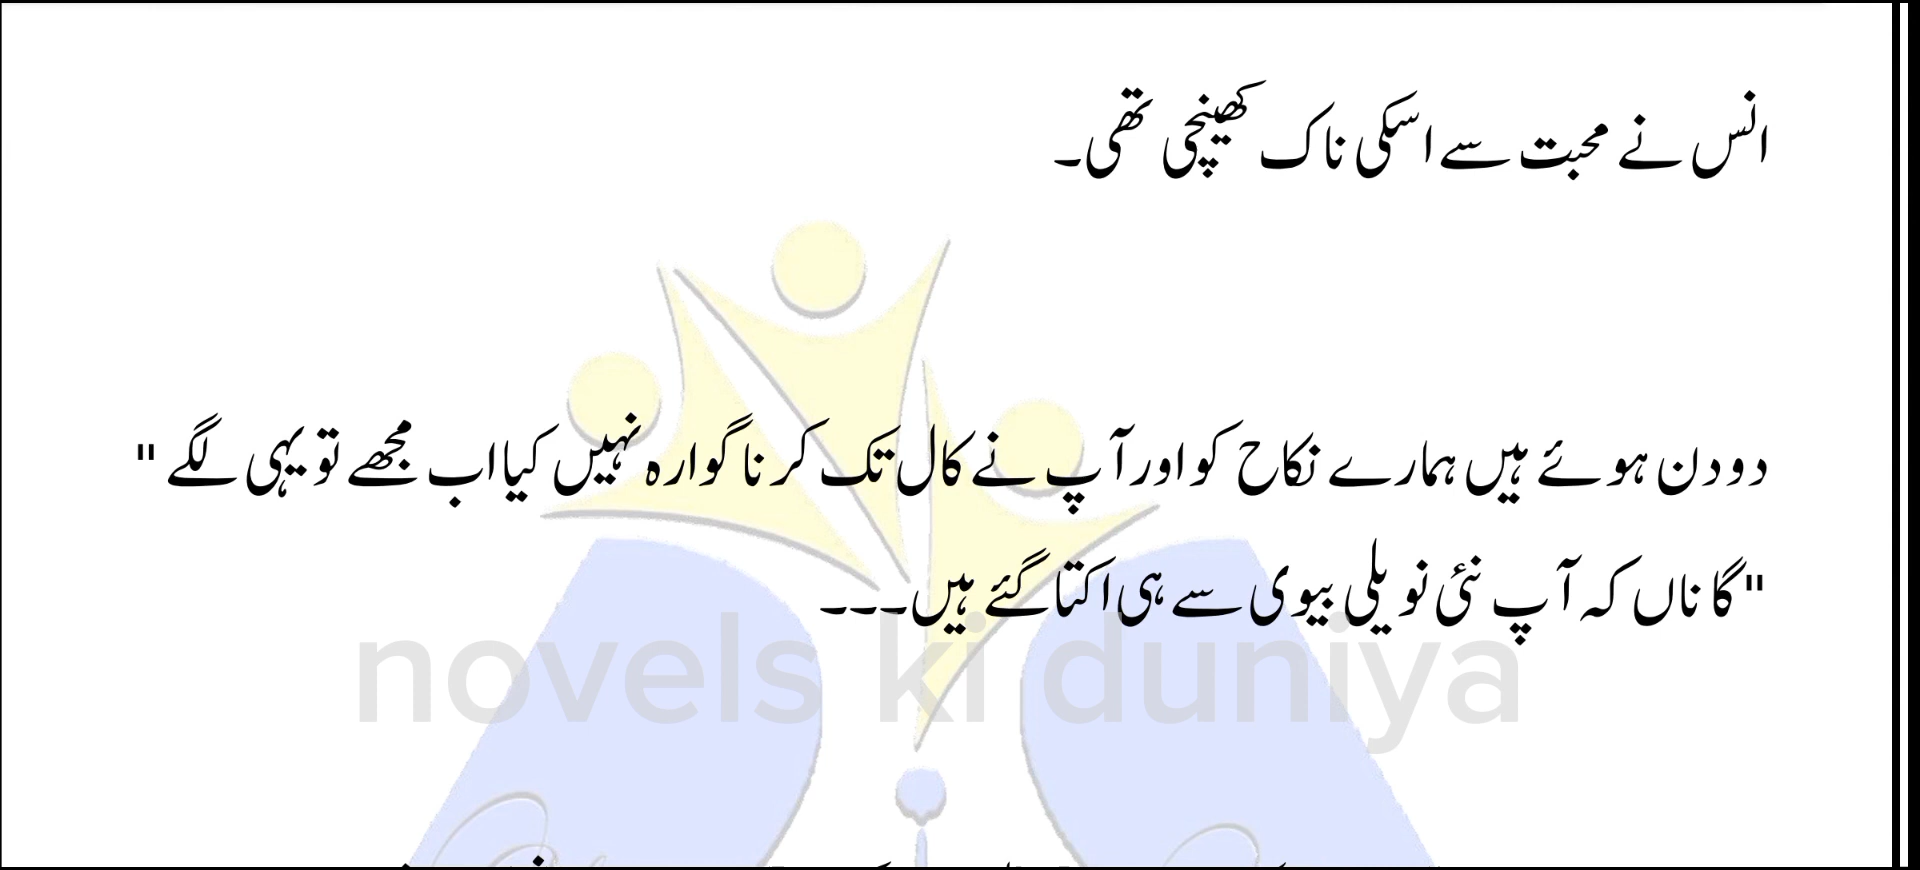 انس نے محبت سے اسکی ناک کھینچی تھی۔
دو دن ہوئے ہیں ہمارے نکاح کو اور آپ نے کال تک کرنا گوارہ نہیں کیا اب مجھے تو یہی لگے "
"گا ناں کہ آپ نئی نویلی بیوی سے ہی اکتا گئے ہیں۔۔۔
novels ki duniya